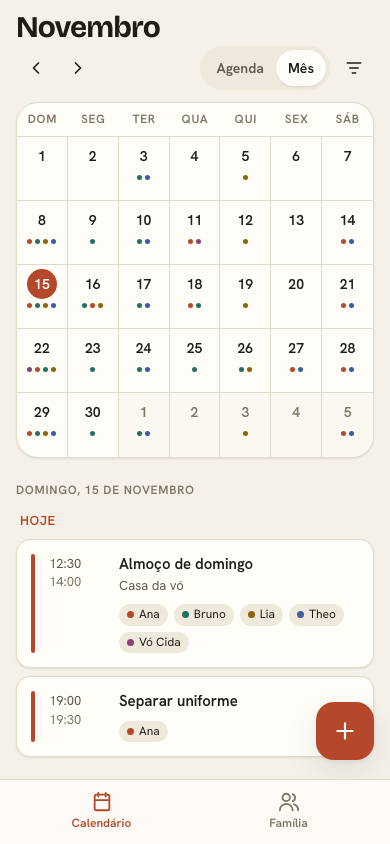 Novembro
Agenda Mês
DOM SEG TER QUA QUI SEX SÁB
1 2 3 4 5 6 7
8 9 10 11 12 13 14
15 16 17 18 19 20 21
22 23 24 25 26 27 28
29 30 1 2 3 4 5
DOMINGO, 15 DE NOVEMBRO
HOJE
12:30 Almoço de domingo
14:00 Casa da vó
Ana Bruno Lia Theo
Vó Cida
19:00 Separar uniforme
19:30 Ana
Calendário Família